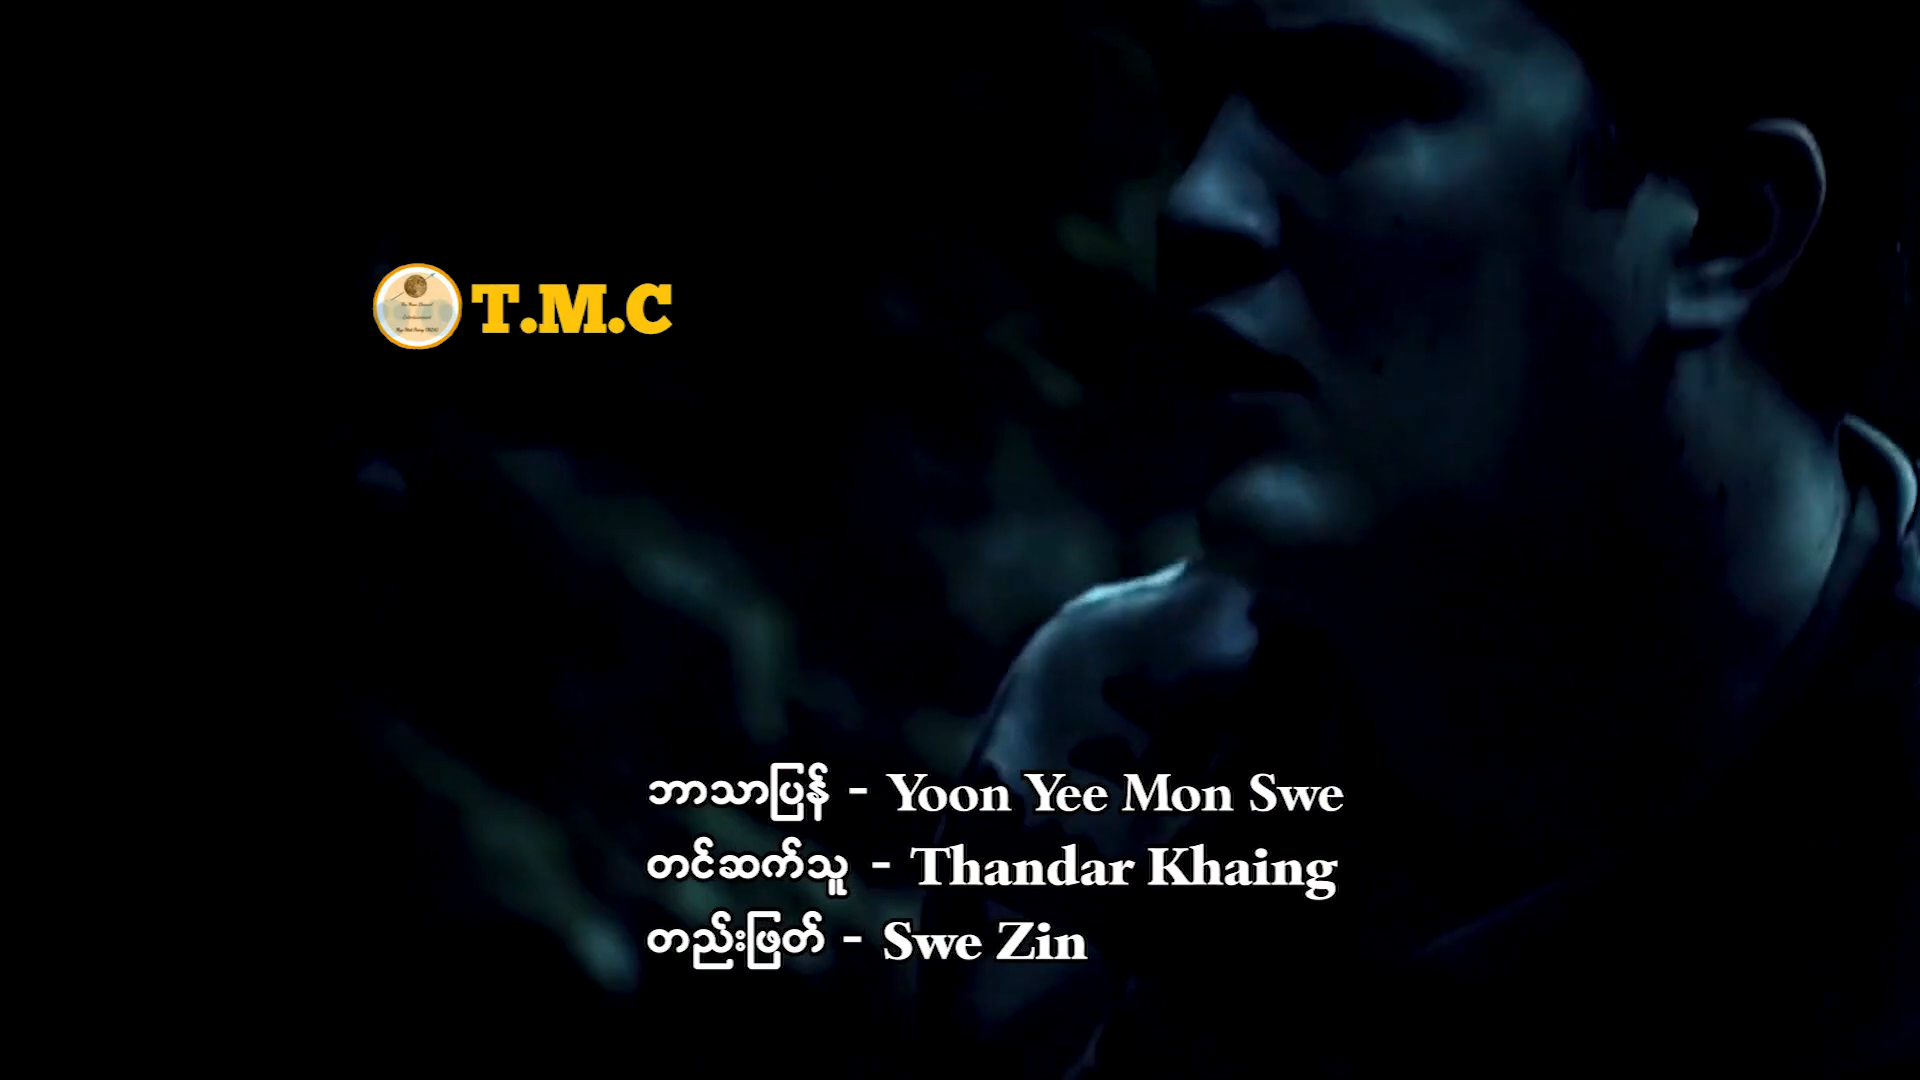 T.M.C
ဘာသာပြန် - Yoon Yee Mon Swe
တင်ဆက်သူ - Thandar Khaing
တည်းဖြတ် - Swe Zin